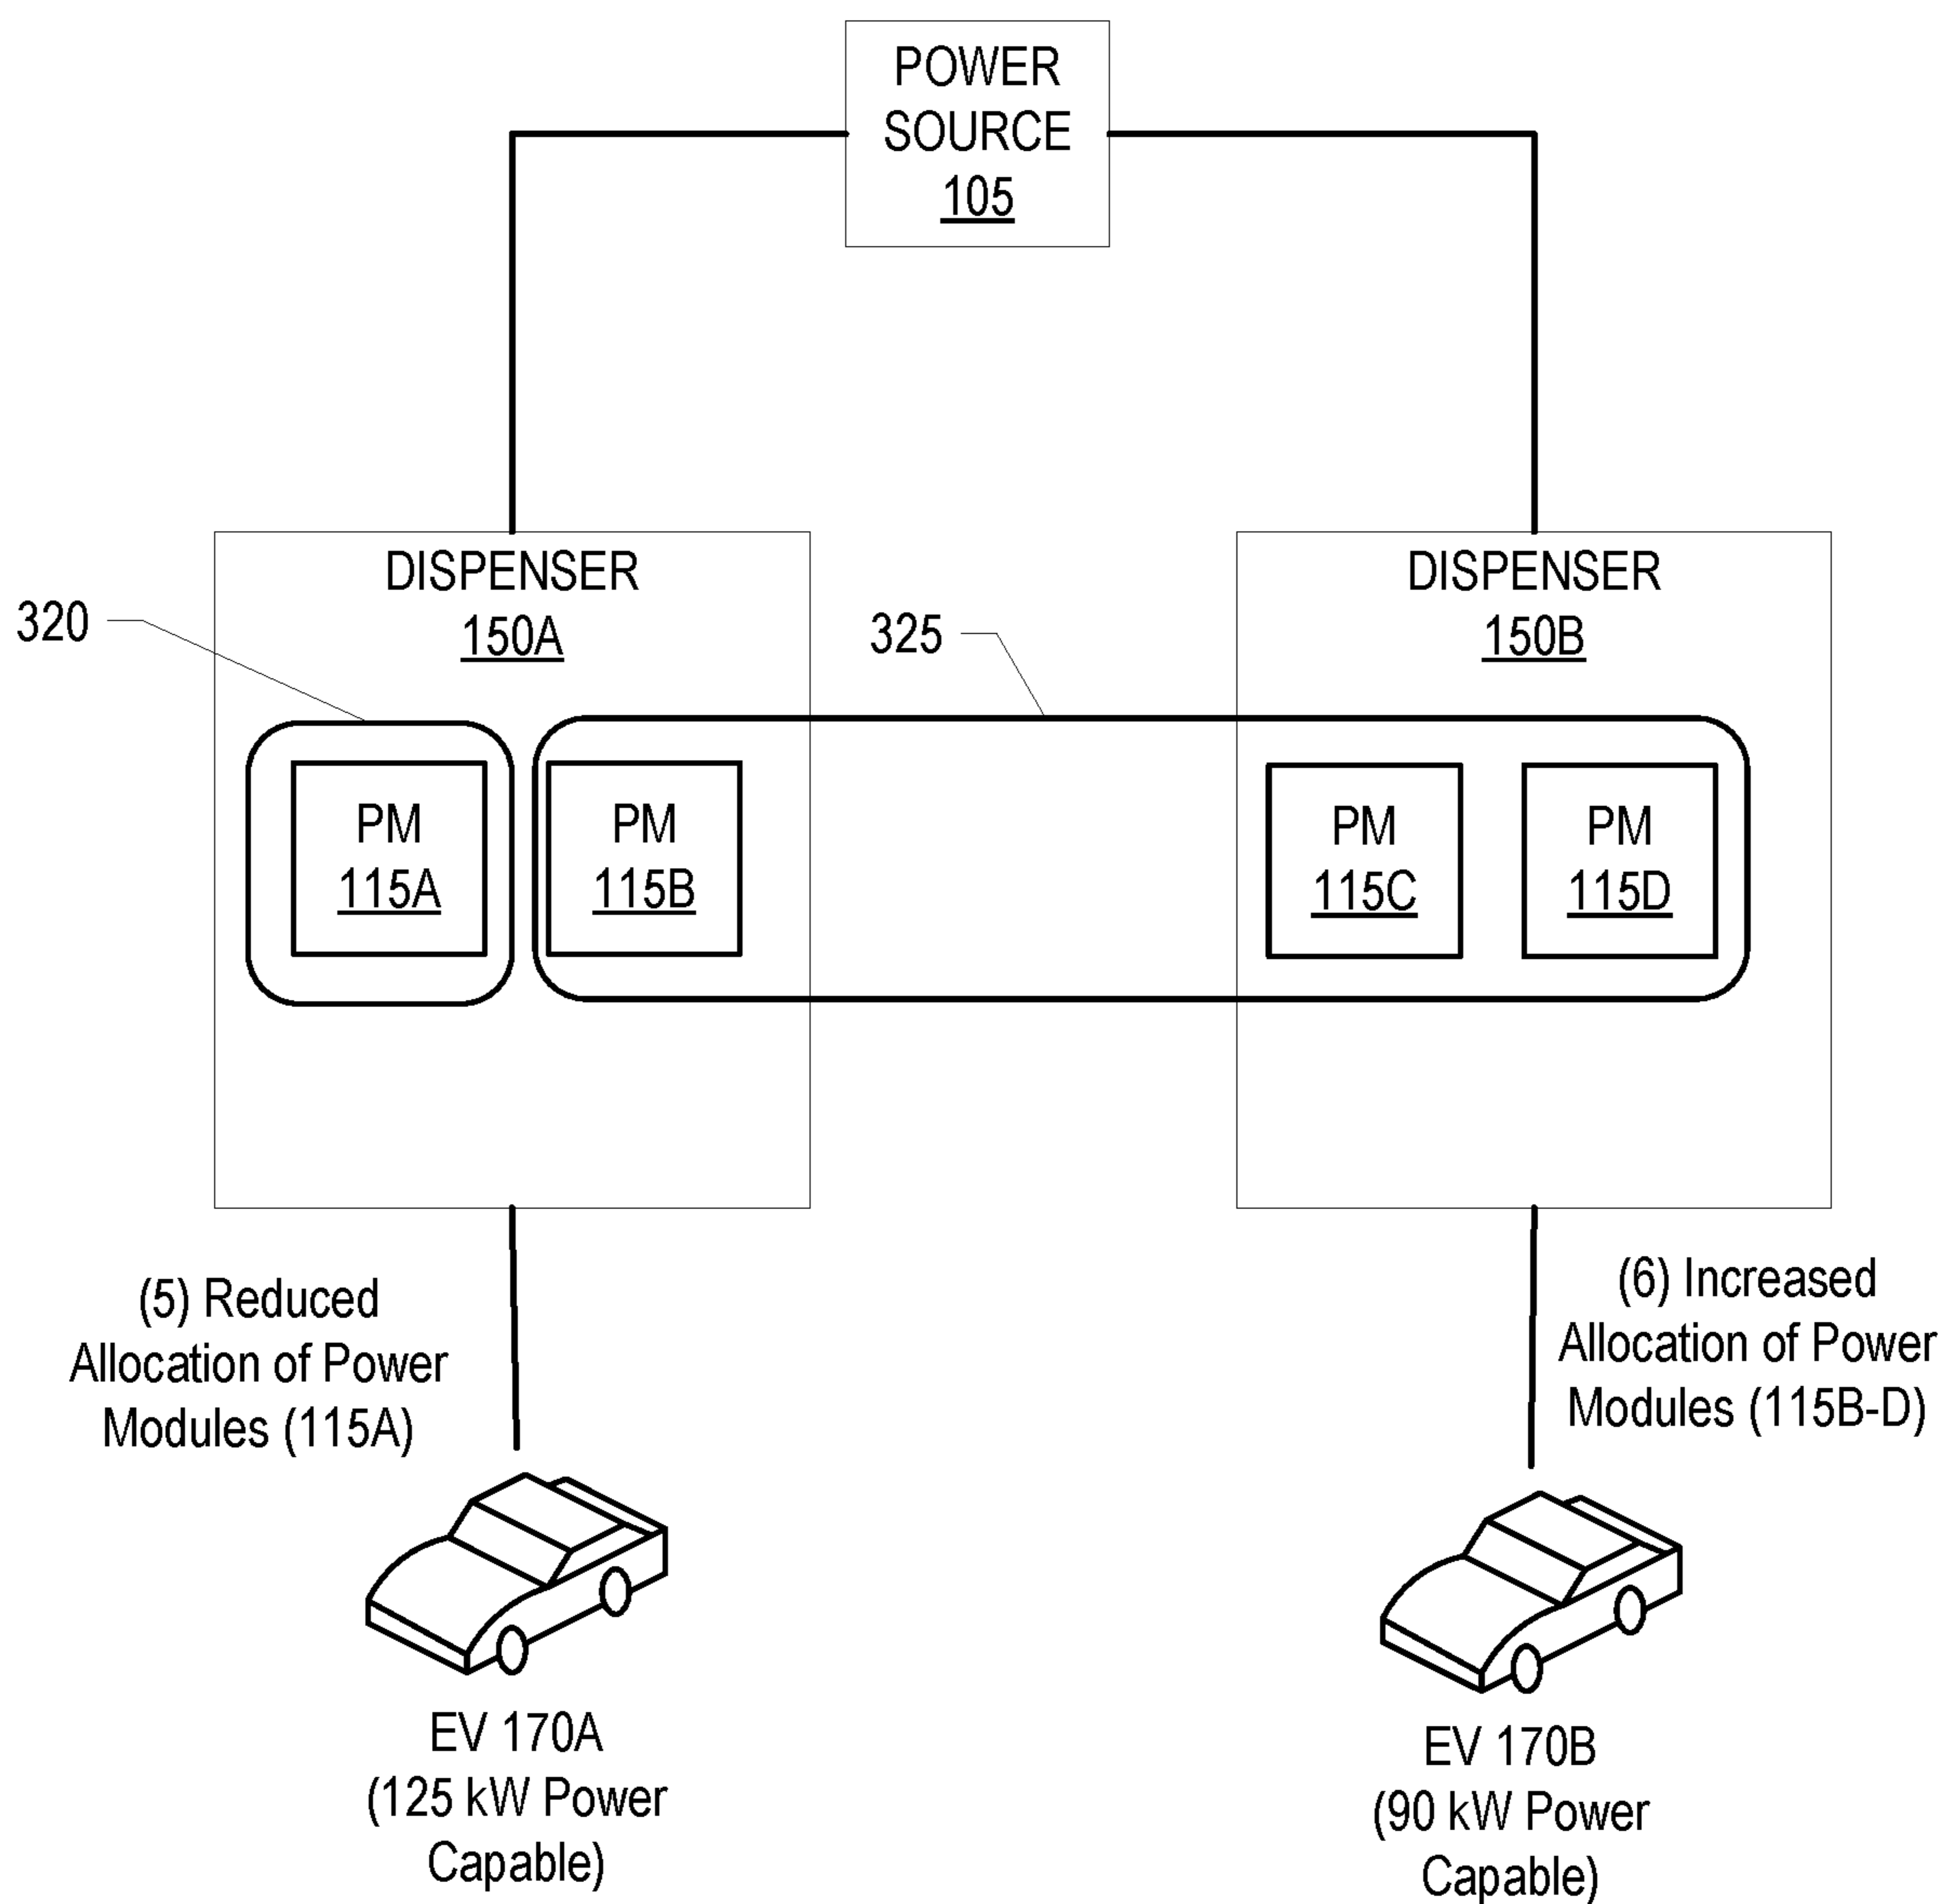 POWER
SOURCE
105
DISPENSER
150A
DISPENSER
150B
320
325
PM
115A
PM
115B
PM
115C
PM
115D
(5) Reduced
Allocation of Power
Modules (115A)
(6) Increased
Allocation of Power
Modules (115B-D)
EV 170A
(125 kW Power
Capable)
EV 170B
(90 kW Power
Capable)